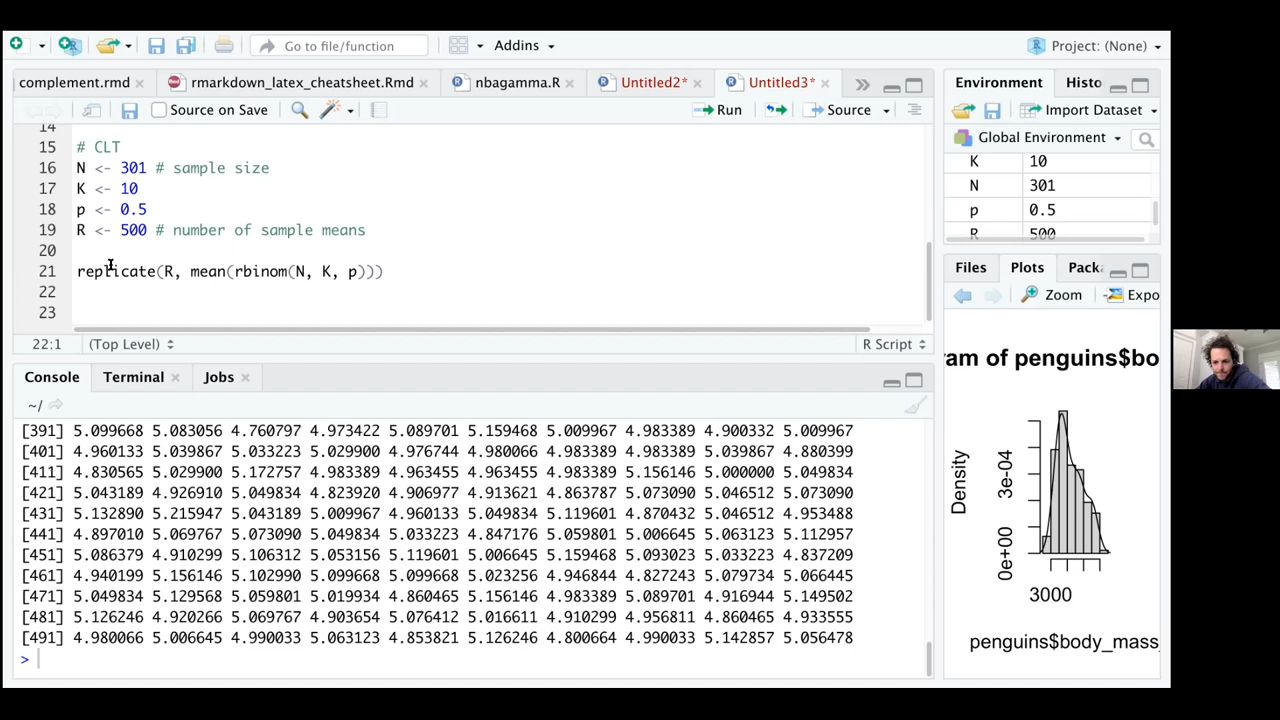 Go to file/function
Addins
Project: (None)
complement.rmd
rmarkdown_latex_cheatsheet.Rmd
nbagamma.R
Untitled2*
Untitled3*
Source on Save
Run
Source
14
15 # CLT
16 N <- 301 # sample size
17 K <- 10
18 p <- 0.5
19 R <- 500 # number of sample means
20
21 replicate(R, mean(rbinom(N, K, p)))
22
23
22:1 (Top Level) R Script
Console Terminal Jobs
~/
[391] 5.099668 5.083056 4.760797 4.973422 5.089701 5.159468 5.009967 4.983389 4.900332 5.009967
[401] 4.960133 5.039867 5.033223 5.029900 4.976744 4.980066 4.983389 4.983389 5.039867 4.880399
[411] 4.830565 5.029900 5.172757 4.983389 4.963455 4.963455 4.983389 5.156146 5.000000 5.049834
[421] 5.043189 4.926910 5.049834 4.823920 4.906977 4.913621 4.863787 5.073090 5.046512 5.073090
[431] 5.132890 5.215947 5.043189 5.009967 4.960133 5.049834 5.119601 4.870432 5.046512 4.953488
[441] 4.897010 5.069767 5.073090 5.049834 5.033223 4.847176 5.059801 5.006645 5.063123 5.112957
[451] 5.086379 4.910299 5.106312 5.053156 5.119601 5.006645 5.159468 5.093023 5.033223 4.837209
[461] 4.940199 5.156146 5.102990 5.099668 5.099668 5.023256 4.946844 4.827243 5.079734 5.066445
[471] 5.049834 5.129568 5.059801 5.019934 4.860465 5.156146 4.983389 5.089701 4.916944 5.149502
[481] 5.126246 4.920266 5.069767 4.903654 5.076412 5.016611 4.910299 4.956811 4.860465 4.933555
[491] 4.980066 5.006645 4.990033 5.063123 4.853821 5.126246 4.800664 4.990033 5.142857 5.056478
>
Environment Histo
Import Dataset
Global Environment
K 10
N 301
p 0.5
R 500
Files Plots Packa
Zoom Expo
am of penguins$bo
Density
3e-04
0e+00
3000
penguins$body_mass_